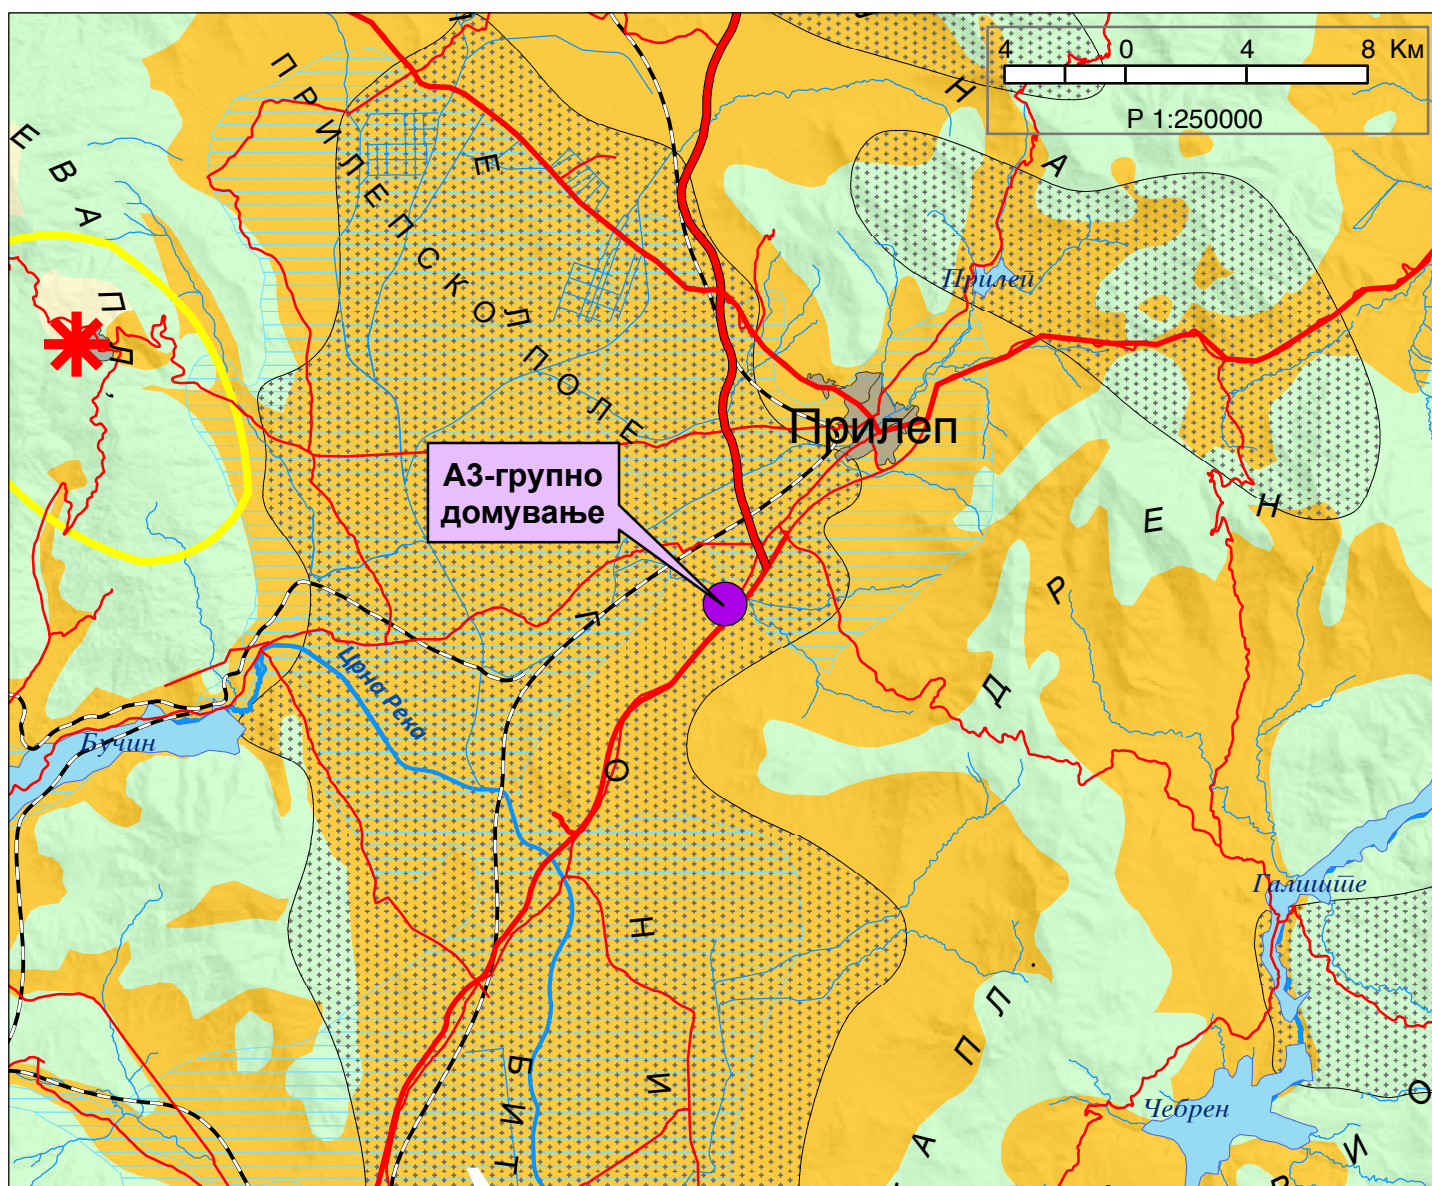 4 0 4 8 Км
Р 1:250000
ПРИЛЕПСКО ПОЛЕ
Прилеп
Прилеп
А3-групно
домување
Црна Река
Бучин
Галиште
Чебрен
Е В А
П Л
Е
Н
А
Н
Е
Р
Д
А П Л .
Г
О
Н
И
Б И Т
О
И